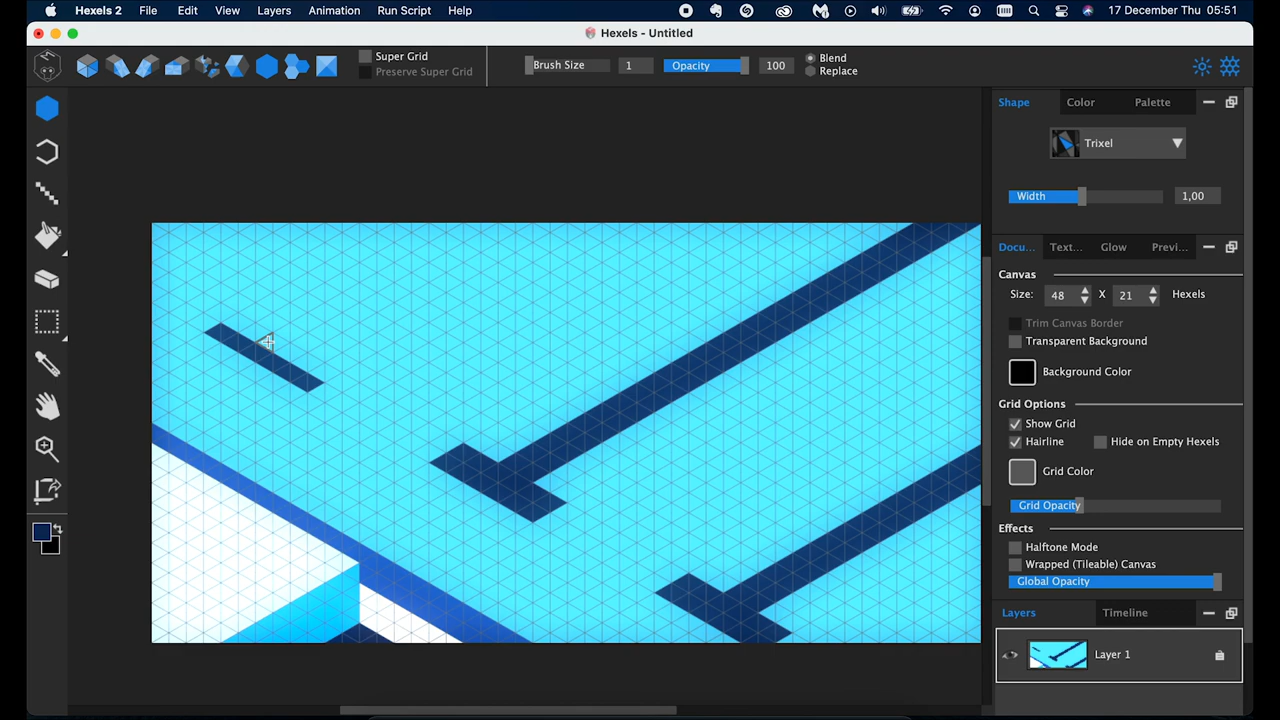 Hexels 2 File Edit View Layers Animation Run Script Help 17 December Thu 05:51
Hexels - Untitled
Super Grid
Preserve Super Grid
Brush Size 1 Opacity 100
Blend
Replace
Shape Color Palette
Trixel
Width 1,00
Docu... Text... Glow Previ...
Canvas
Size: 48 X 21 Hexels
Trim Canvas Border
Transparent Background
Background Color
Grid Options
Show Grid
Hairline Hide on Empty Hexels
Grid Color
Grid Opacity
Effects
Halftone Mode
Wrapped (Tileable) Canvas
Global Opacity
Layers Timeline
Layer 1